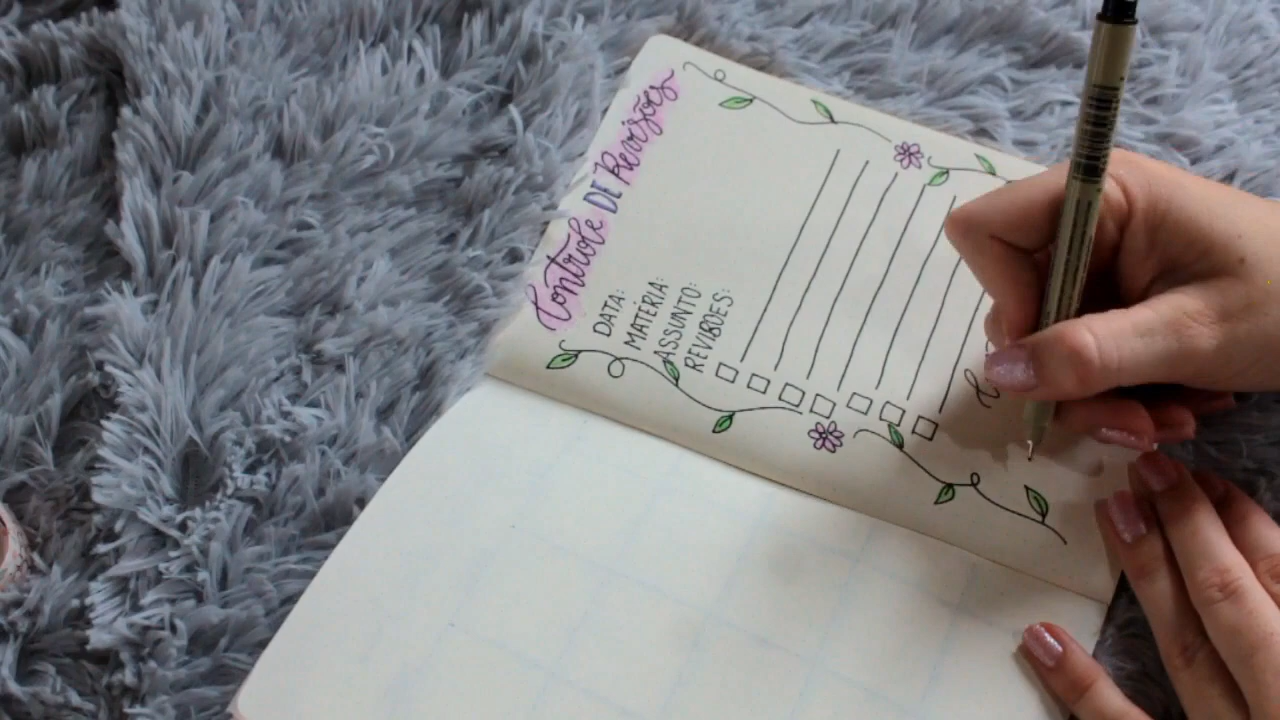 Controle DE Revisões
DATA:
MATÉRIA:
ASSUNTO:
REVISÕES: